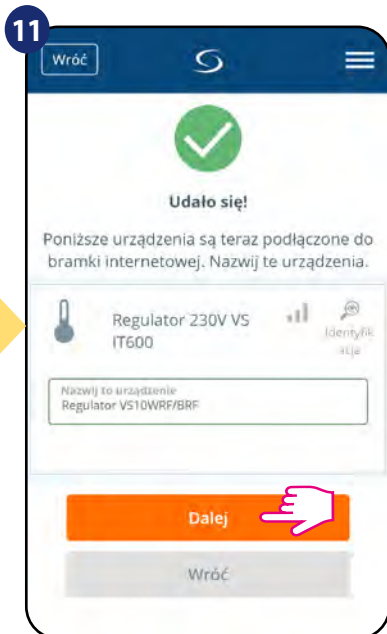 11
Wróć
Udało się!
Poniższe urządzenia są teraz podłączone do
bramki internetowej. Nazwij te urządzenia.
Regulator 230V VS
IT600
Identyfik
acja
Nazwij to urządzenie
Regulator VS10WRF/BRF
Dalej
Wróć